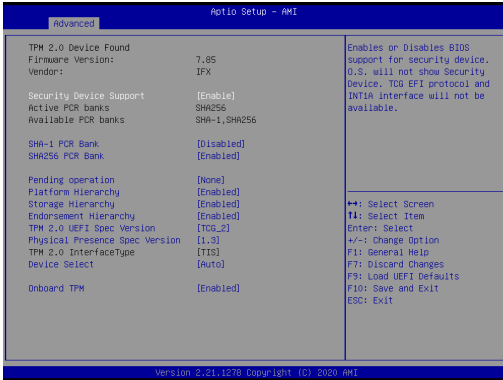 Aptio Setup - AMI
Advanced
TPM 2.0 Device Found
Firmware Version: 7.85
Vendor: IFX
Security Device Support [Enable]
Active PCR banks SHA256
Available PCR banks SHA-1,SHA256
SHA-1 PCR Bank [Disabled]
SHA256 PCR Bank [Enabled]
Pending operation [None]
Platform Hierarchy [Enabled]
Storage Hierarchy [Enabled]
Endorsement Hierarchy [Enabled]
TPM 2.0 UEFI Spec Version [TCG_2]
Physical Presence Spec Version [1.3]
TPM 2.0 InterfaceType [TIS]
Device Select [Auto]
Onboard TPM [Enabled]
Enables or Disables BIOS
support for security device.
O.S. will not show Security
Device. TCG EFI protocol and
INT1A interface will not be
available.
↔: Select Screen
↑↓: Select Item
Enter: Select
+/-: Change Option
F1: General Help
F7: Discard Changes
F9: Load UEFI Defaults
F10: Save and Exit
ESC: Exit
Version 2.21.1278 Copyright (C) 2020 AMI